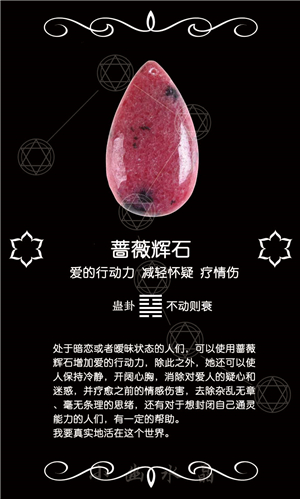 蔷薇辉石
爱的行动力 减轻怀疑 疗情伤
蛊卦 不动则衰
处于暗恋或者暧昧状态的人们，可以使用蔷薇
辉石增加爱的行动力，除此之外，她还可以使
人保持冷静，开阔心胸，消除对爱人的疑心和
迷惑，并疗愈之前的情感伤害，去除杂乱无章
、毫无条理的思绪，还有对于想封闭自己通灵
能力的人们，有一定的帮助。
我要真实地活在这个世界。